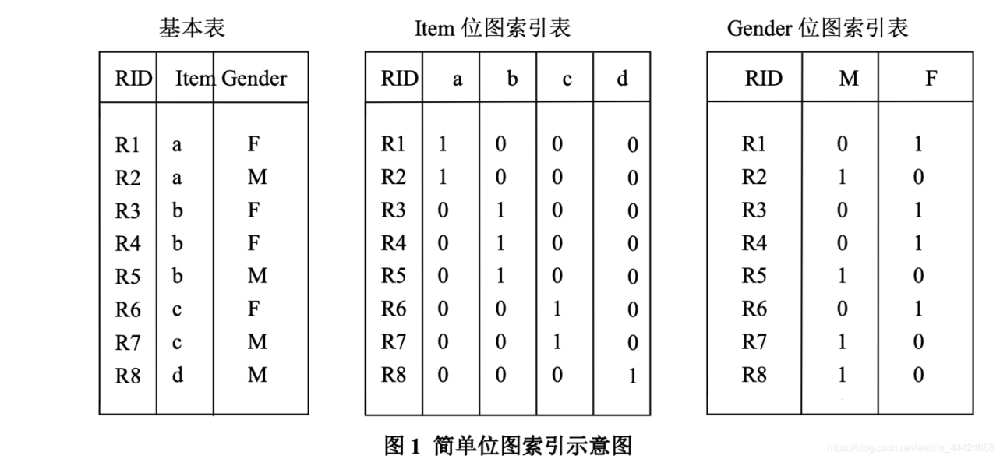 基本表 Item 位图索引表 Gender 位图索引表
RID Item Gender RID a b c d RID M F
R1 a F R1 1 0 0 0 R1 0 1
R2 a M R2 1 0 0 0 R2 1 0
R3 b F R3 0 1 0 0 R3 0 1
R4 b F R4 0 1 0 0 R4 0 1
R5 b M R5 0 1 0 0 R5 1 0
R6 c F R6 0 0 1 0 R6 0 1
R7 c M R7 0 0 1 0 R7 1 0
R8 d M R8 0 0 0 1 R8 1 0
图 1 简单位图索引示意图
https://blog.csdn.net/weixin_44424668